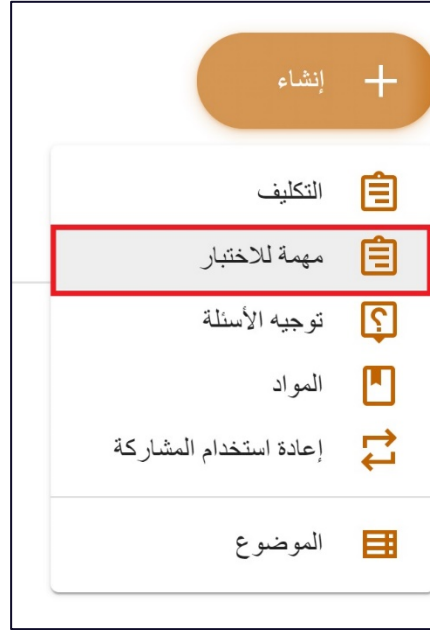 إنشاء
التكليف
مهمة للاختبار
توجيه الأسئلة
المواد
إعادة استخدام المشاركة
الموضوع